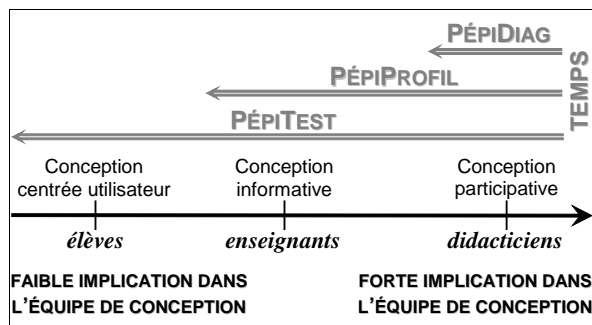 PÉPIDIAG
PÉPIPROFIL
PÉPITEST
TEMPS
Conception
centrée utilisateur
Conception
informative
Conception
participative
élèves
enseignants
didacticiens
FAIBLE IMPLICATION DANS
L'ÉQUIPE DE CONCEPTION
FORTE IMPLICATION DANS
L'ÉQUIPE DE CONCEPTION